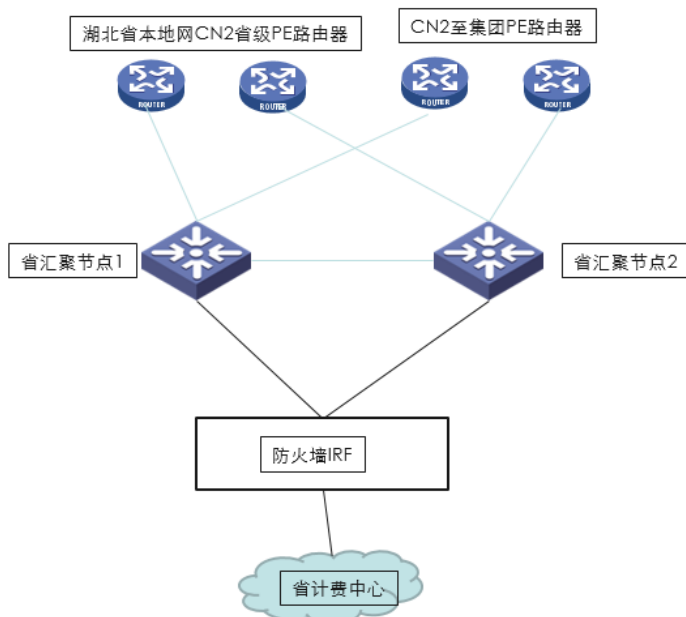 湖北省本地网CN2省级PE路由器
CN2至集团PE路由器
ROUTER
ROUTER
ROUTER
ROUTER
省汇聚节点1
省汇聚节点2
防火墙IRF
省计费中心